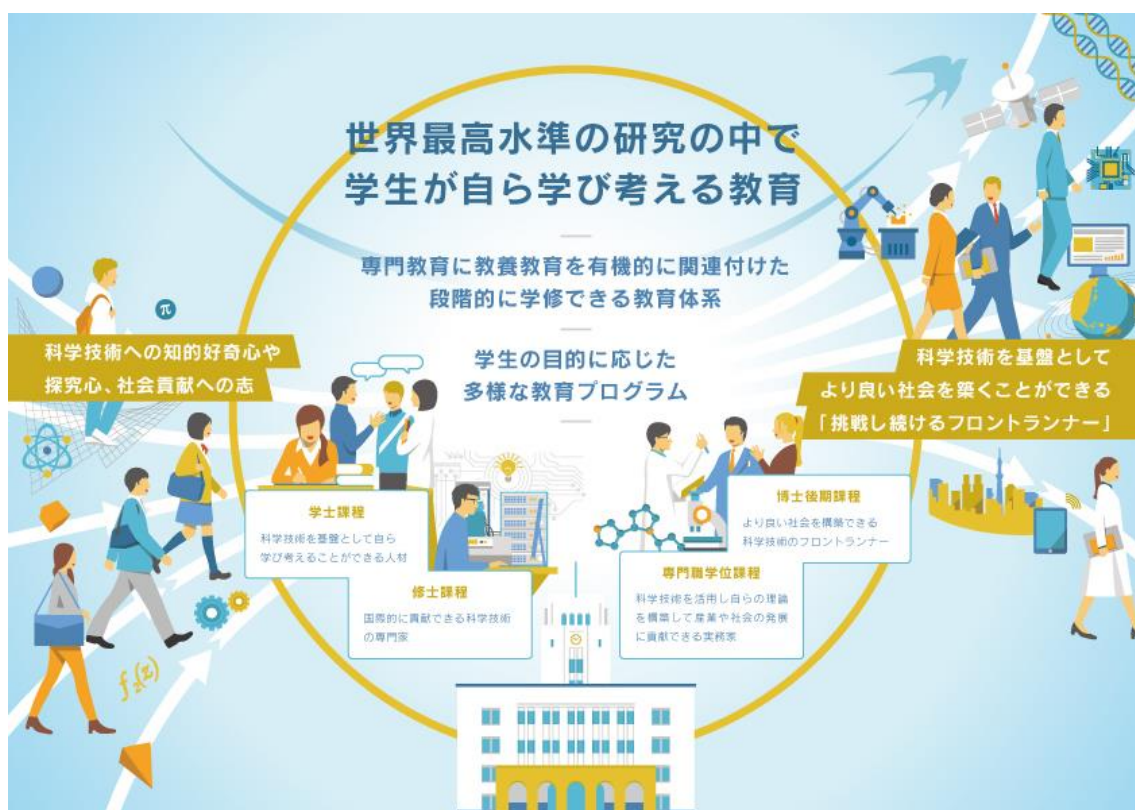 世界最高水準の研究の中で
学生が自ら学び考える教育
専門教育に教養教育を有機的に関連付けた
段階的に学修できる教育体系
学生の目的に応じた
多様な教育プログラム
科学技術への知的好奇心や
探究心、社会貢献への志
科学技術を基盤として
より良い社会を築くことができる
「挑戦し続けるフロントランナー」
π
学士課程
科学技術を基盤として自ら
学び考えることができる人材
修士課程
国際的に貢献できる科学技術
の専門家
博士後期課程
より良い社会を構築できる
科学技術のフロントランナー
専門職学位課程
科学技術を活用し自らの理論
を構築して産業や社会の発展
に貢献できる実務家